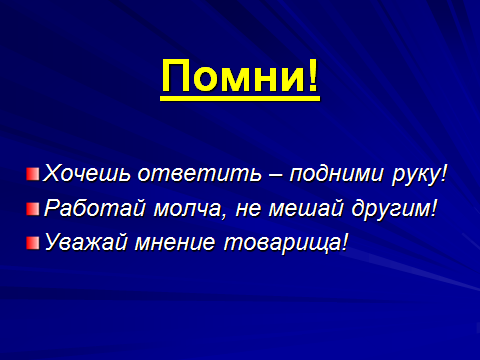 Помни!
Хочешь ответить – подними руку!
Работай молча, не мешай другим!
Уважай мнение товарища!